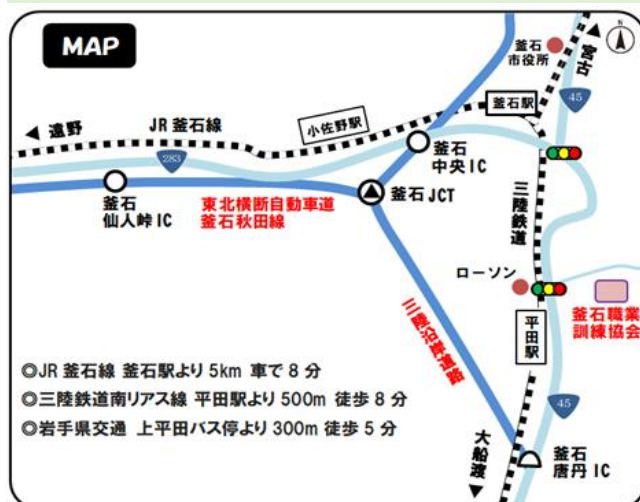 MAP
N
釜石
市役所
宮古
45
釜石駅
小佐野駅
JR 釜石線
遠野
283
釜石
中央 IC
釜石
仙人峠 IC
東北横断自動車道
釜石秋田線
釜石 JCT
三陸鉄道
ローソン
平田駅
釜石職業
訓練協会
三陸沿岸道路
◎JR 釜石線 釜石駅より 5km 車で 8 分
◎三陸鉄道南リアス線 平田駅より 500m 徒歩 8 分
◎岩手県交通 上平田バス停より 300m 徒歩 5 分
45
大船渡
釜石
唐丹 IC